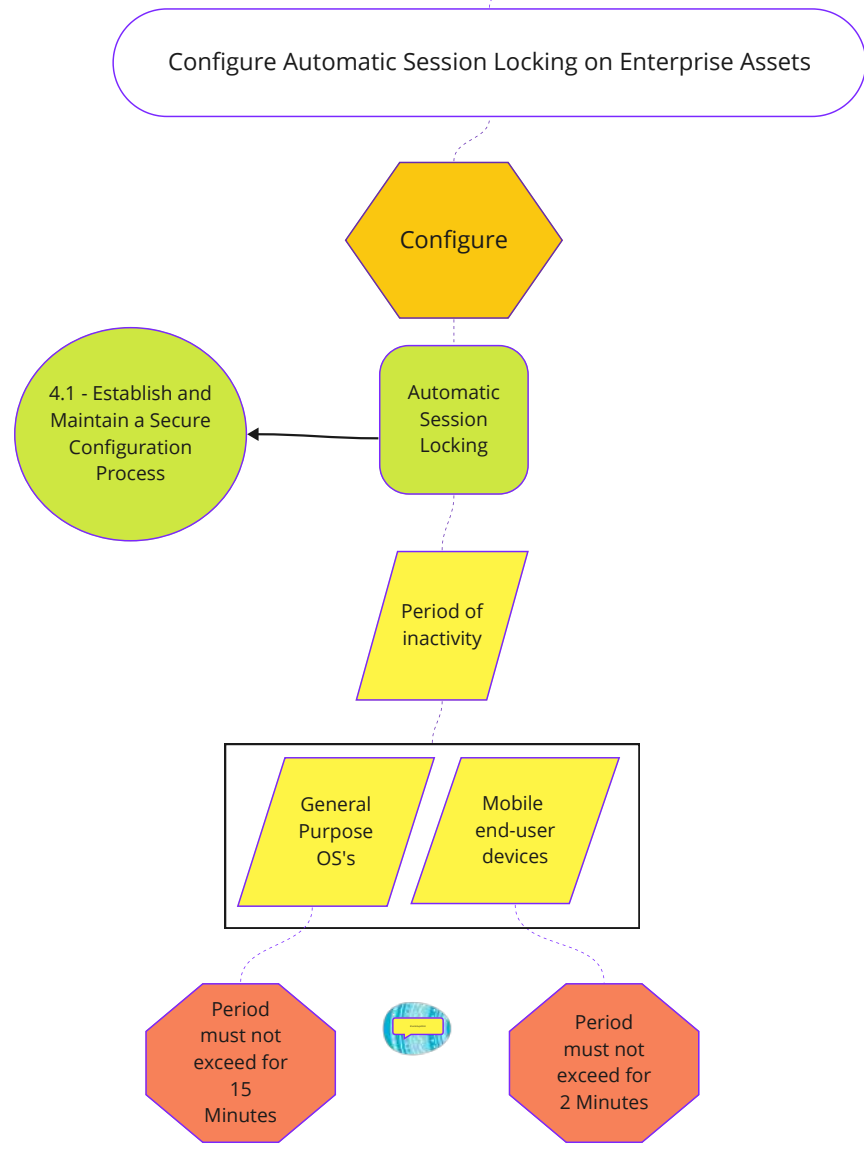 Configure Automatic Session Locking on Enterprise Assets
Configure
4.1 - Establish and
Maintain a Secure
Configuration
Process
Automatic
Session
Locking
Period of
inactivity
General
Purpose
OS's
Mobile
end-user
devices
Period
must not
exceed for
15
Minutes
Period
must not
exceed for
2 Minutes